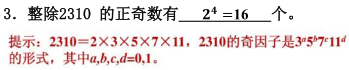 3．整除2310 的正奇数有 2⁴ =16 个。
提示：2310＝2×3×5×7×11，2310的奇因子是3ᵃ5ᵇ7ᶜ11ᵈ
的形式，其中a,b,c,d=0,1。